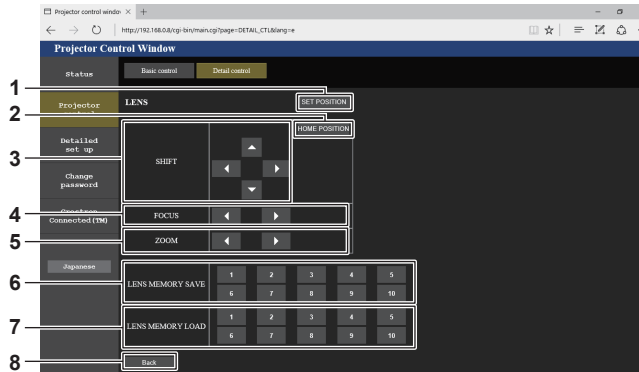 Projector control window
http://192.168.0.8/cgi-bin/main.cgi?page=DETAIL_CTL&lang=e
Projector Control Window
Status
Basic control
Detail control
1
Projector
LENS
SET POSITION
2
HOME POSITION
Detailed
set up
3
SHIFT
Change
password
4
Connected(TM)
FOCUS
5
ZOOM
Japanese
6
LENS MEMORY SAVE
1 2 3 4 5
6 7 8 9 10
7
LENS MEMORY LOAD
1 2 3 4 5
6 7 8 9 10
8
Back